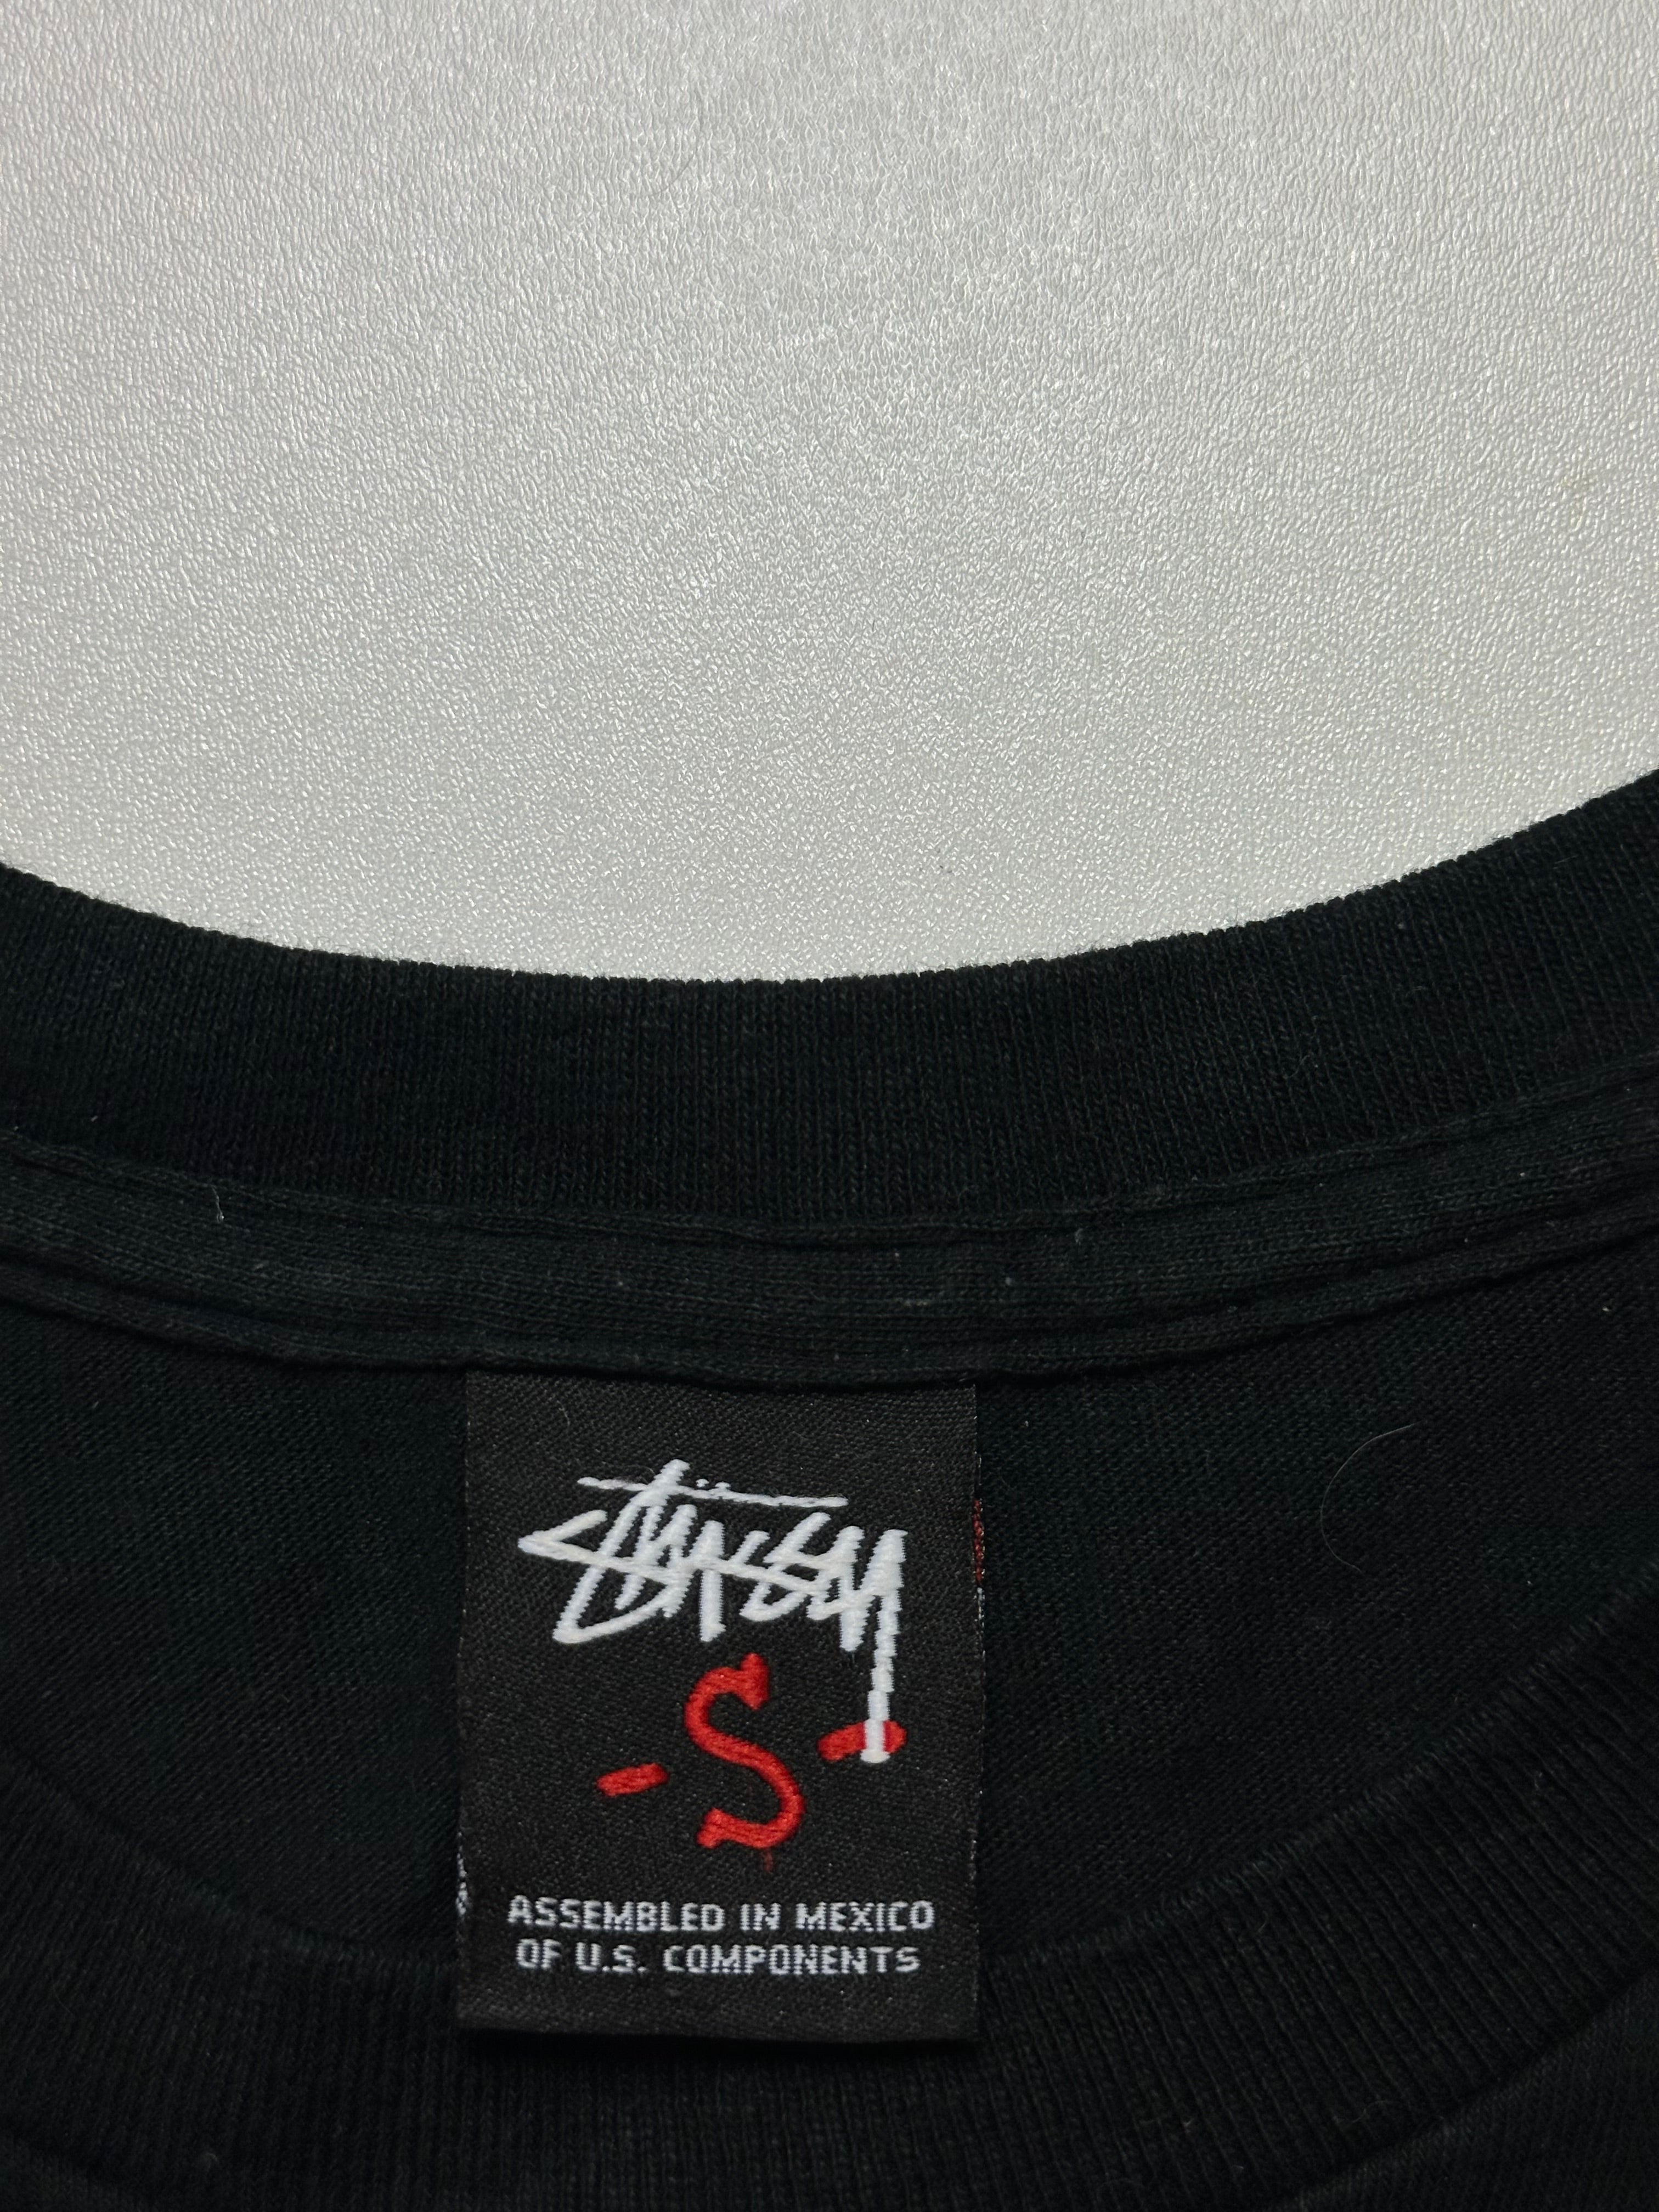 Stüssy
-S-
ASSEMBLED IN MEXICO
OF U.S. COMPONENTS